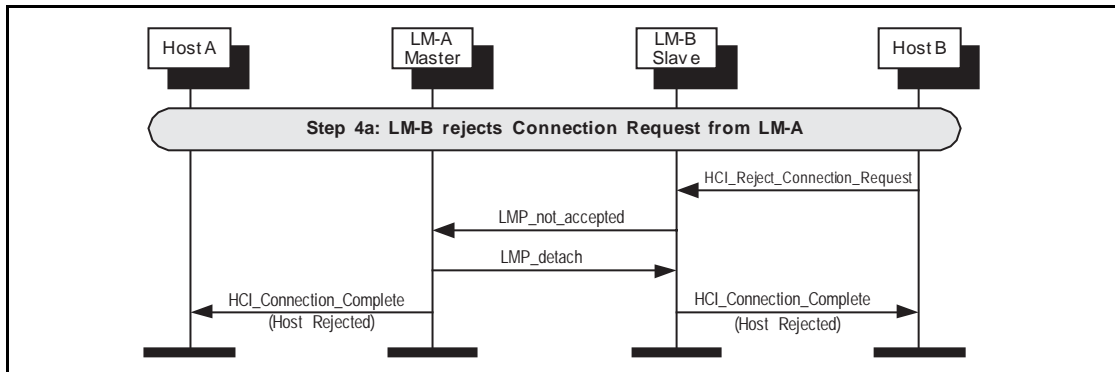 Host A
LM-A
Master
LM-B
Slave
Host B
Step 4a: LM-B rejects Connection Request from LM-A
HCI_Reject_Connection_Request
LMP_not_accepted
LMP_detach
HCI_Connection_Complete
(Host Rejected)
HCI_Connection_Complete
(Host Rejected)